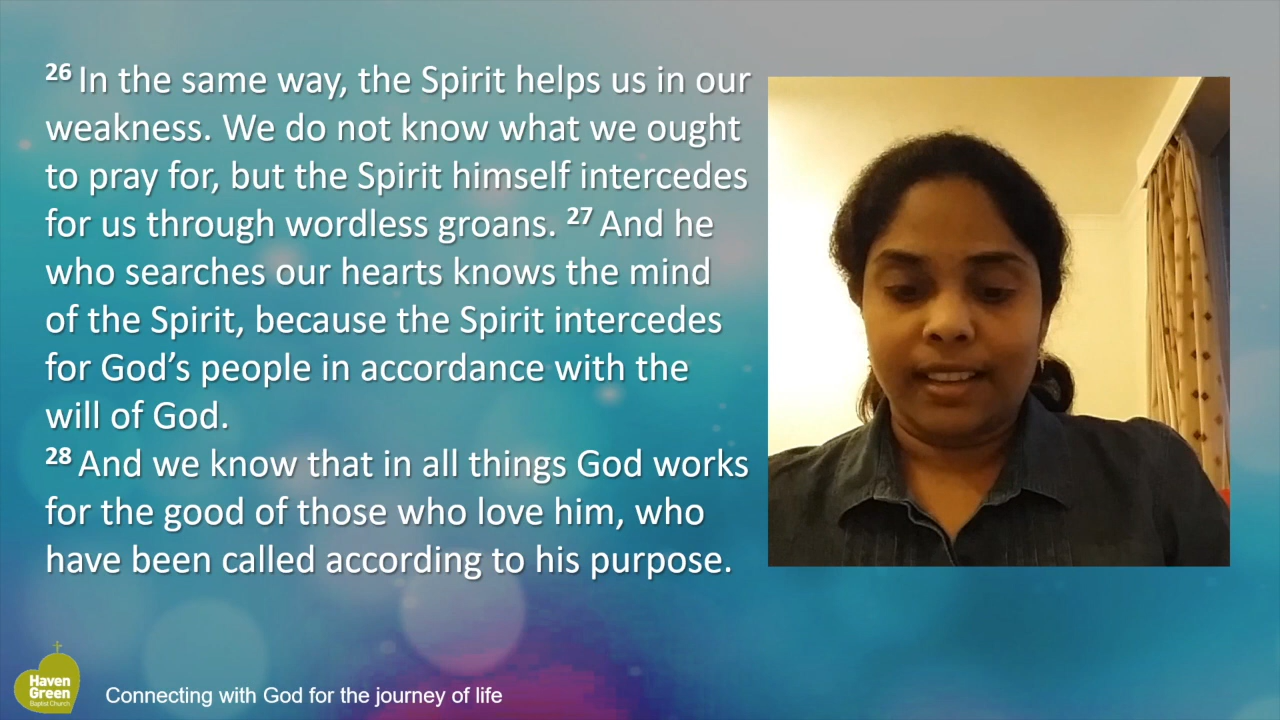 26 In the same way, the Spirit helps us in our
weakness. We do not know what we ought
to pray for, but the Spirit himself intercedes
for us through wordless groans. 27 And he
who searches our hearts knows the mind
of the Spirit, because the Spirit intercedes
for God’s people in accordance with the
will of God.
28 And we know that in all things God works
for the good of those who love him, who
have been called according to his purpose.
Haven
Green
Baptist Church
Connecting with God for the journey of life